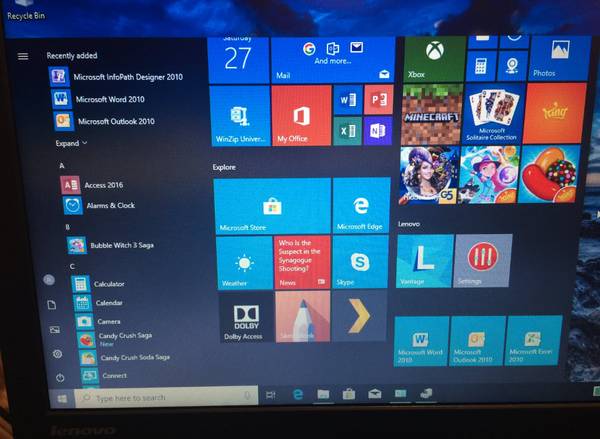 Recycle Bin
Recently added
Microsoft InfoPath Designer 2010
Microsoft Word 2010
Microsoft Outlook 2010
Expand
A
Access 2016
Alarms & Clock
B
Bubble Witch 3 Saga
C
Calculator
Calendar
Camera
Candy Crush Saga
New
Candy Crush Soda Saga
Connect
Type here to search
Saturday
27
And more...
Mail
WinZip Univer...
My Office
Explore
Microsoft Store
Microsoft Edge
Weather
Who Is the
Suspect in the
Synagogue
Shooting?
News
Skype
DOLBY
Dolby Access
Xbox
Photos
MINECRAFT
Microsoft
Solitaire Collection
King
G5
Lenovo
L
Vantage
Settings
Microsoft Word
2010
Microsoft
Outlook 2010
Microsoft Excel
2010
lenovo